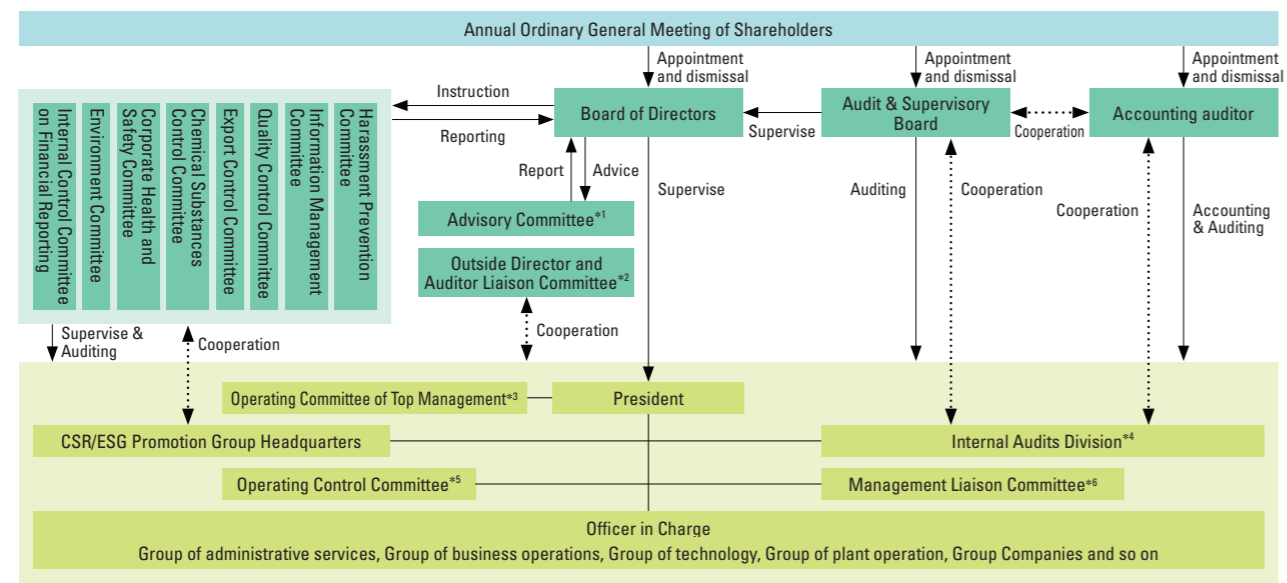 Annual Ordinary General Meeting of Shareholders
Appointment
and dismissal
Appointment
and dismissal
Appointment
and dismissal
Instruction
Reporting
Board of Directors
Supervise
Audit & Supervisory
Board
Cooperation
Accounting auditor
Internal Control Committee
on Financial Reporting
Environment Committee
Corporate Health and
Safety Committee
Chemical Substances
Control Committee
Export Control Committee
Quality Control Committee
Information Management
Committee
Harassment Prevention
Committee
Report
Advice
Supervise
Auditing
Cooperation
Cooperation
Accounting
& Auditing
Advisory Committee*1
Outside Director and
Auditor Liaison Committee*2
Supervise &
Auditing
Cooperation
Cooperation
Operating Committee of Top Management*3
President
CSR/ESG Promotion Group Headquarters
Internal Audits Division*4
Operating Control Committee*5
Management Liaison Committee*6
Officer in Charge
Group of administrative services, Group of business operations, Group of technology, Group of plant operation, Group Companies and so on